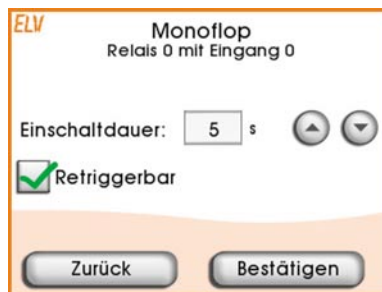 ELV
Monoflop
Relais 0 mit Eingang 0
Einschaltdauer: 5 s
Retriggerbar
Zurück Bestätigen